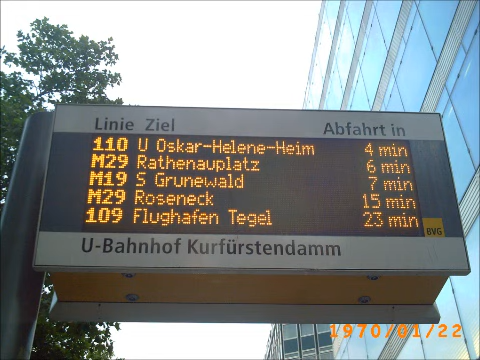 Linie Ziel Abfahrt in
110 U Oskar-Helene-Heim 4 min
M29 Rathenauplatz 6 min
M19 S Grunewald 7 min
M29 Roseneck 15 min
109 Flughafen Tegel 23 min
BVG
U-Bahnhof Kurfürstendamm
1970/01/22